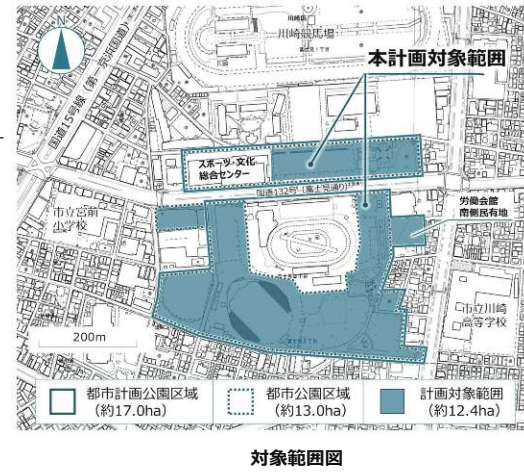 川崎競馬場
本計画対象範囲
国道15号線(第一京浜国道)
スポーツ・文化
総合センター
国道132号(富士見通り)
労働会館
南側民有地
市立宮前
小学校
市立川崎
高等学校
200m
都市計画公園区域
(約17.0ha)
都市公園区域
(約13.0ha)
計画対象範囲
(約12.4ha)
対象範囲図